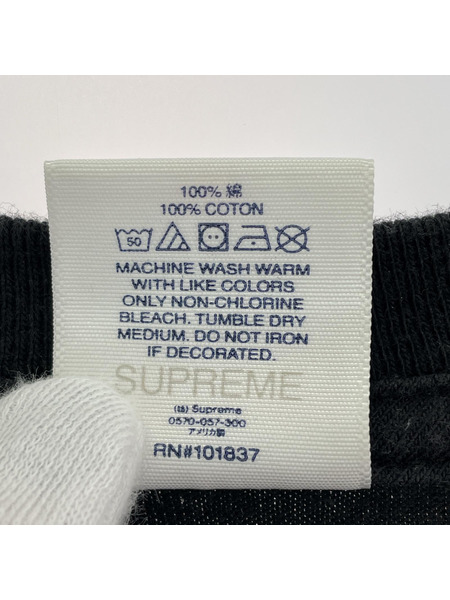 100% 綿
100% COTON
50
MACHINE WASH WARM
WITH LIKE COLORS
ONLY NON-CHLORINE
BLEACH. TUMBLE DRY
MEDIUM. DO NOT IRON
IF DECORATED.
SUPREME
(株) Supreme
0570-057-300
アメリカ製
RN#101837